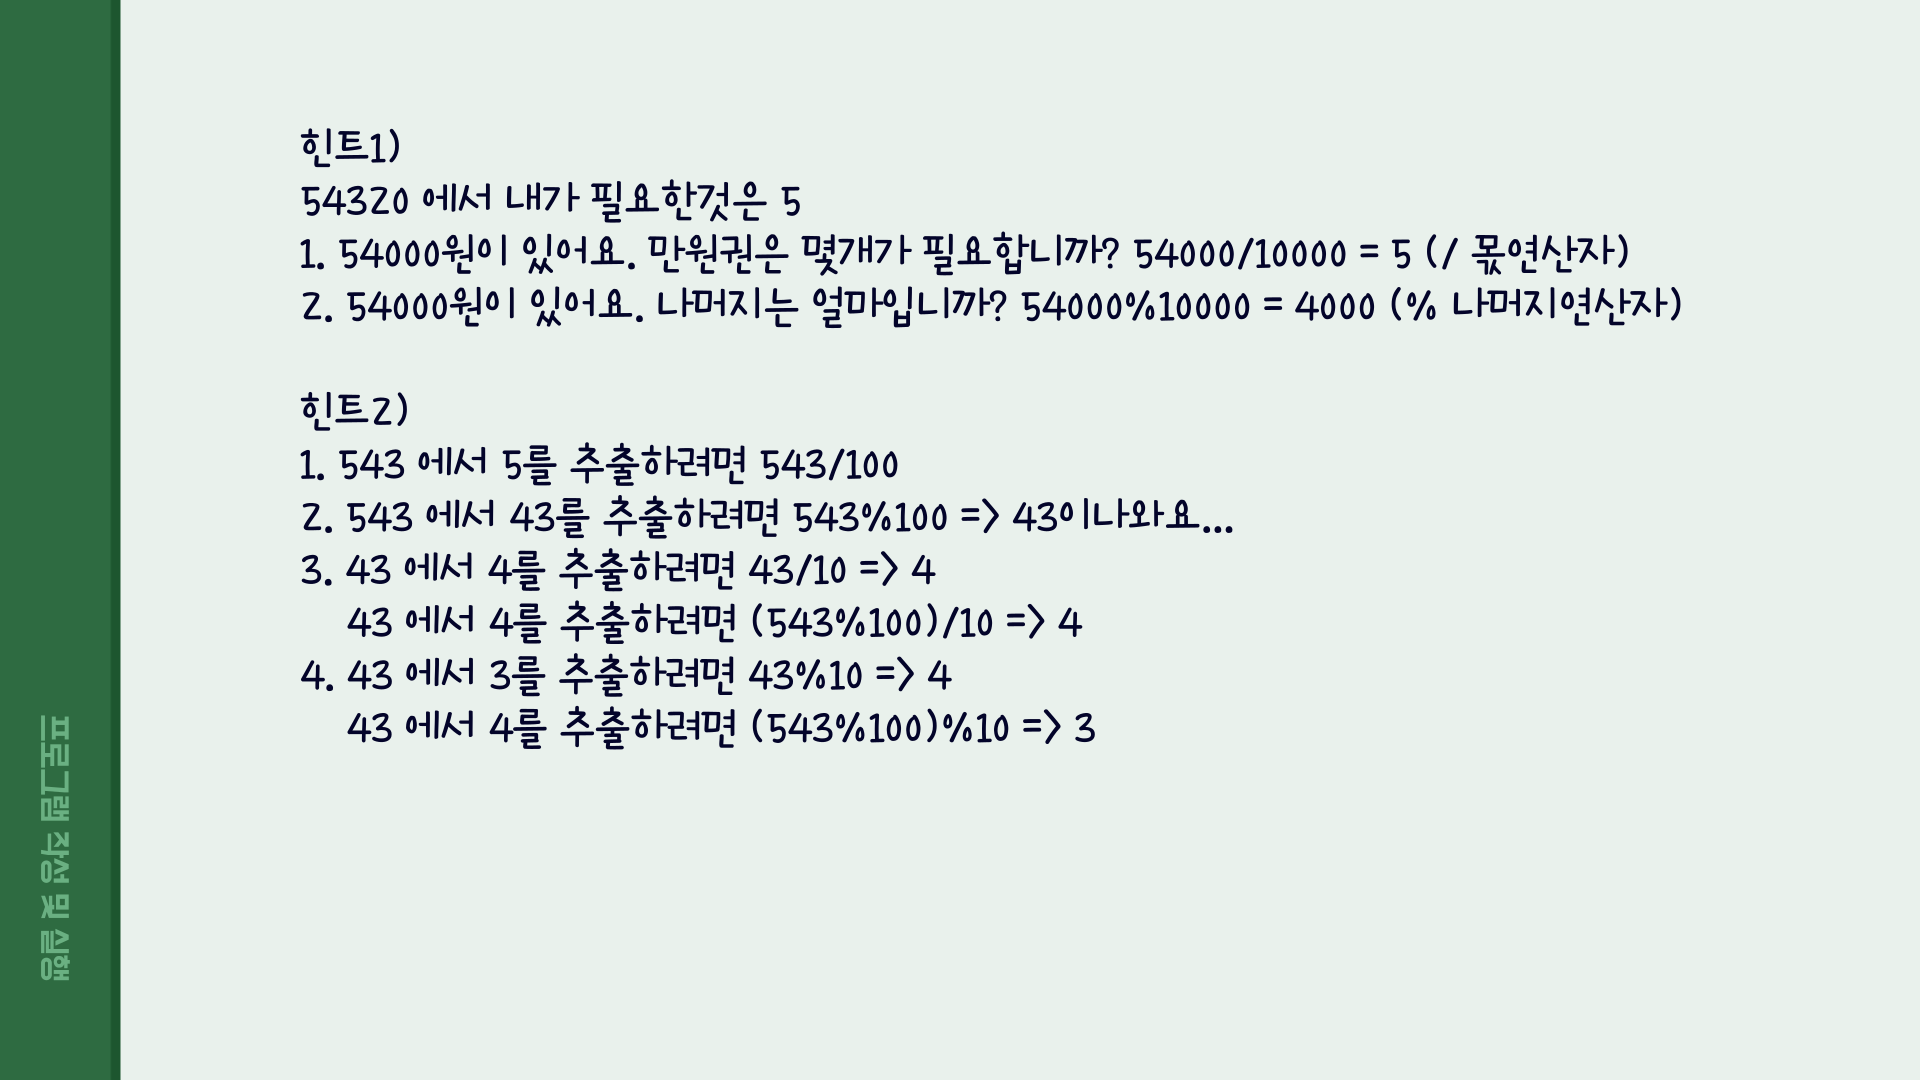 힌트1)
54320 에서 내가 필요한것은 5
1. 54000원이 있어요. 만원권은 몇개가 필요합니까? 54000/10000 = 5 (/ 몫연산자)
2. 54000원이 있어요. 나머지는 얼마입니까? 54000%10000 = 4000 (% 나머지연산자)
힌트2)
1. 543 에서 5를 추출하려면 543/100
2. 543 에서 43를 추출하려면 543%100 => 43이나와요...
3. 43 에서 4를 추출하려면 43/10 => 4
43 에서 4를 추출하려면 (543%100)/10 => 4
4. 43 에서 3를 추출하려면 43%10 => 4
43 에서 4를 추출하려면 (543%100)%10 => 3
프로그램 작성 및 실행